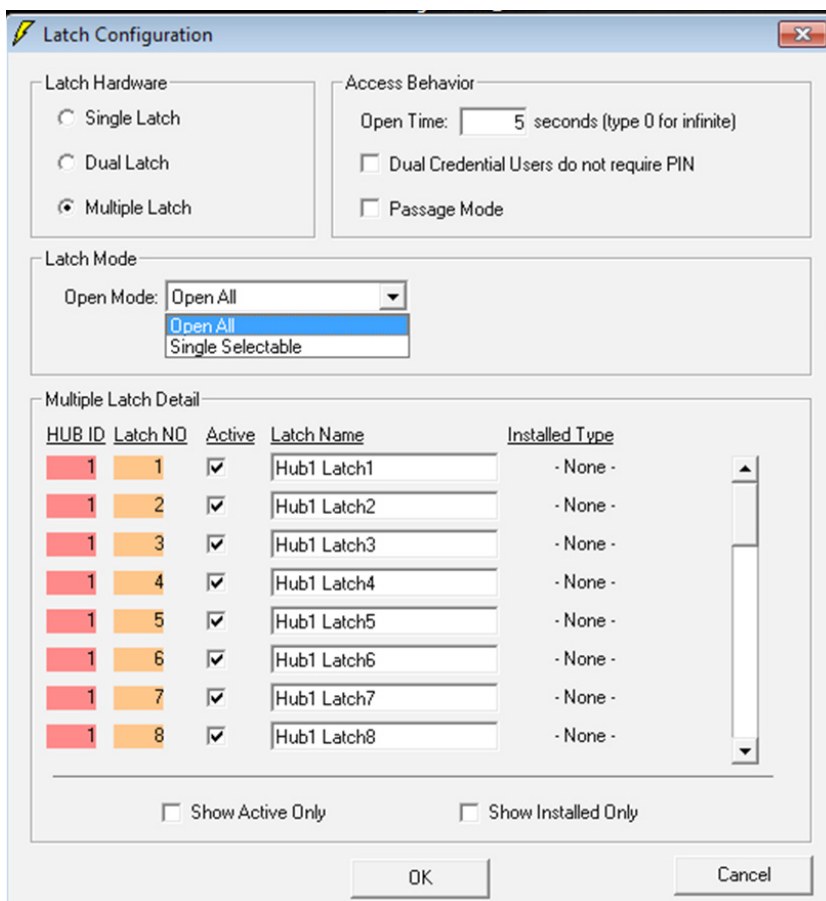 Latch Configuration
Latch Hardware
Single Latch
Dual Latch
Multiple Latch
Access Behavior
Open Time: 5 seconds (type 0 for infinite)
Dual Credential Users do not require PIN
Passage Mode
Latch Mode
Open Mode: Open All
Open All
Single Selectable
Multiple Latch Detail
HUB ID Latch NO Active Latch Name Installed Type
1 1 Hub1 Latch1 - None -
1 2 Hub1 Latch2 - None -
1 3 Hub1 Latch3 - None -
1 4 Hub1 Latch4 - None -
1 5 Hub1 Latch5 - None -
1 6 Hub1 Latch6 - None -
1 7 Hub1 Latch7 - None -
1 8 Hub1 Latch8 - None -
Show Active Only Show Installed Only
OK Cancel